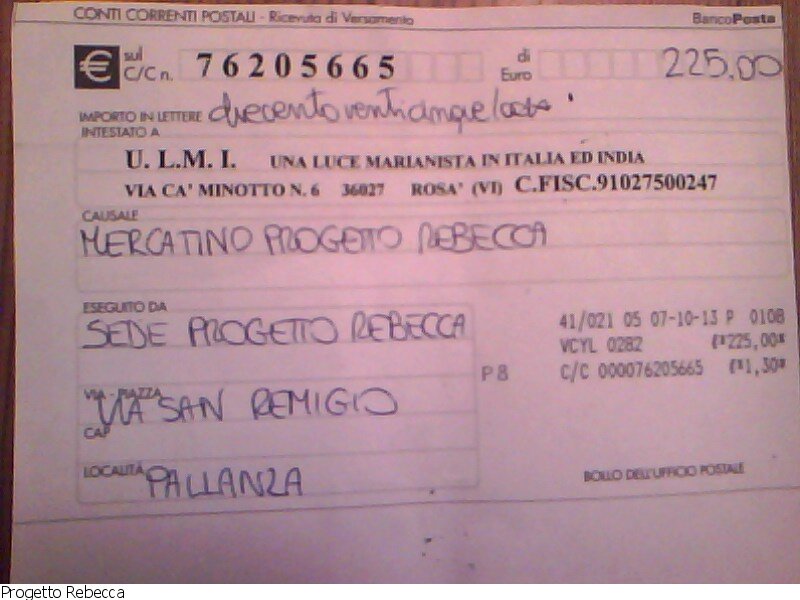 CONTI CORRENTI POSTALI - Ricevuta di Versamento BancoPosta
€ sul C/C n. 76205665 di Euro 225,00
IMPORTO IN LETTERE duecentoventicinque/00
INTESTATO A
U. L.M. I. UNA LUCE MARIANISTA IN ITALIA ED INDIA
VIA CA' MINOTTO N. 6 36027 ROSA' (VI) C.FISC.91027500247
CAUSALE
MERCATINO PROGETTO REBECCA
ESEGUITO DA
SEDE PROGETTO REBECCA
41/021 05 07-10-13 P 0108
VCYL 0282 €*225,00*
P 8 C/C 000076205665 €*1,30*
VIA - PIAZZA
VIA SAN REMIGIO
CAP
LOCALITÀ PALLANZA
BOLLO DELL'UFFICIO POSTALE
Progetto Rebecca